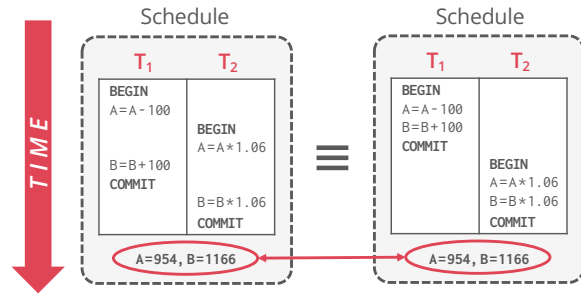 Schedule
T1 T2
BEGIN
A=A-100
BEGIN
A=A*1.06
B=B+100
COMMIT
B=B*1.06
COMMIT
A=954, B=1166
≡
Schedule
T1 T2
BEGIN
A=A-100
B=B+100
COMMIT
BEGIN
A=A*1.06
B=B*1.06
COMMIT
A=954, B=1166
TIME